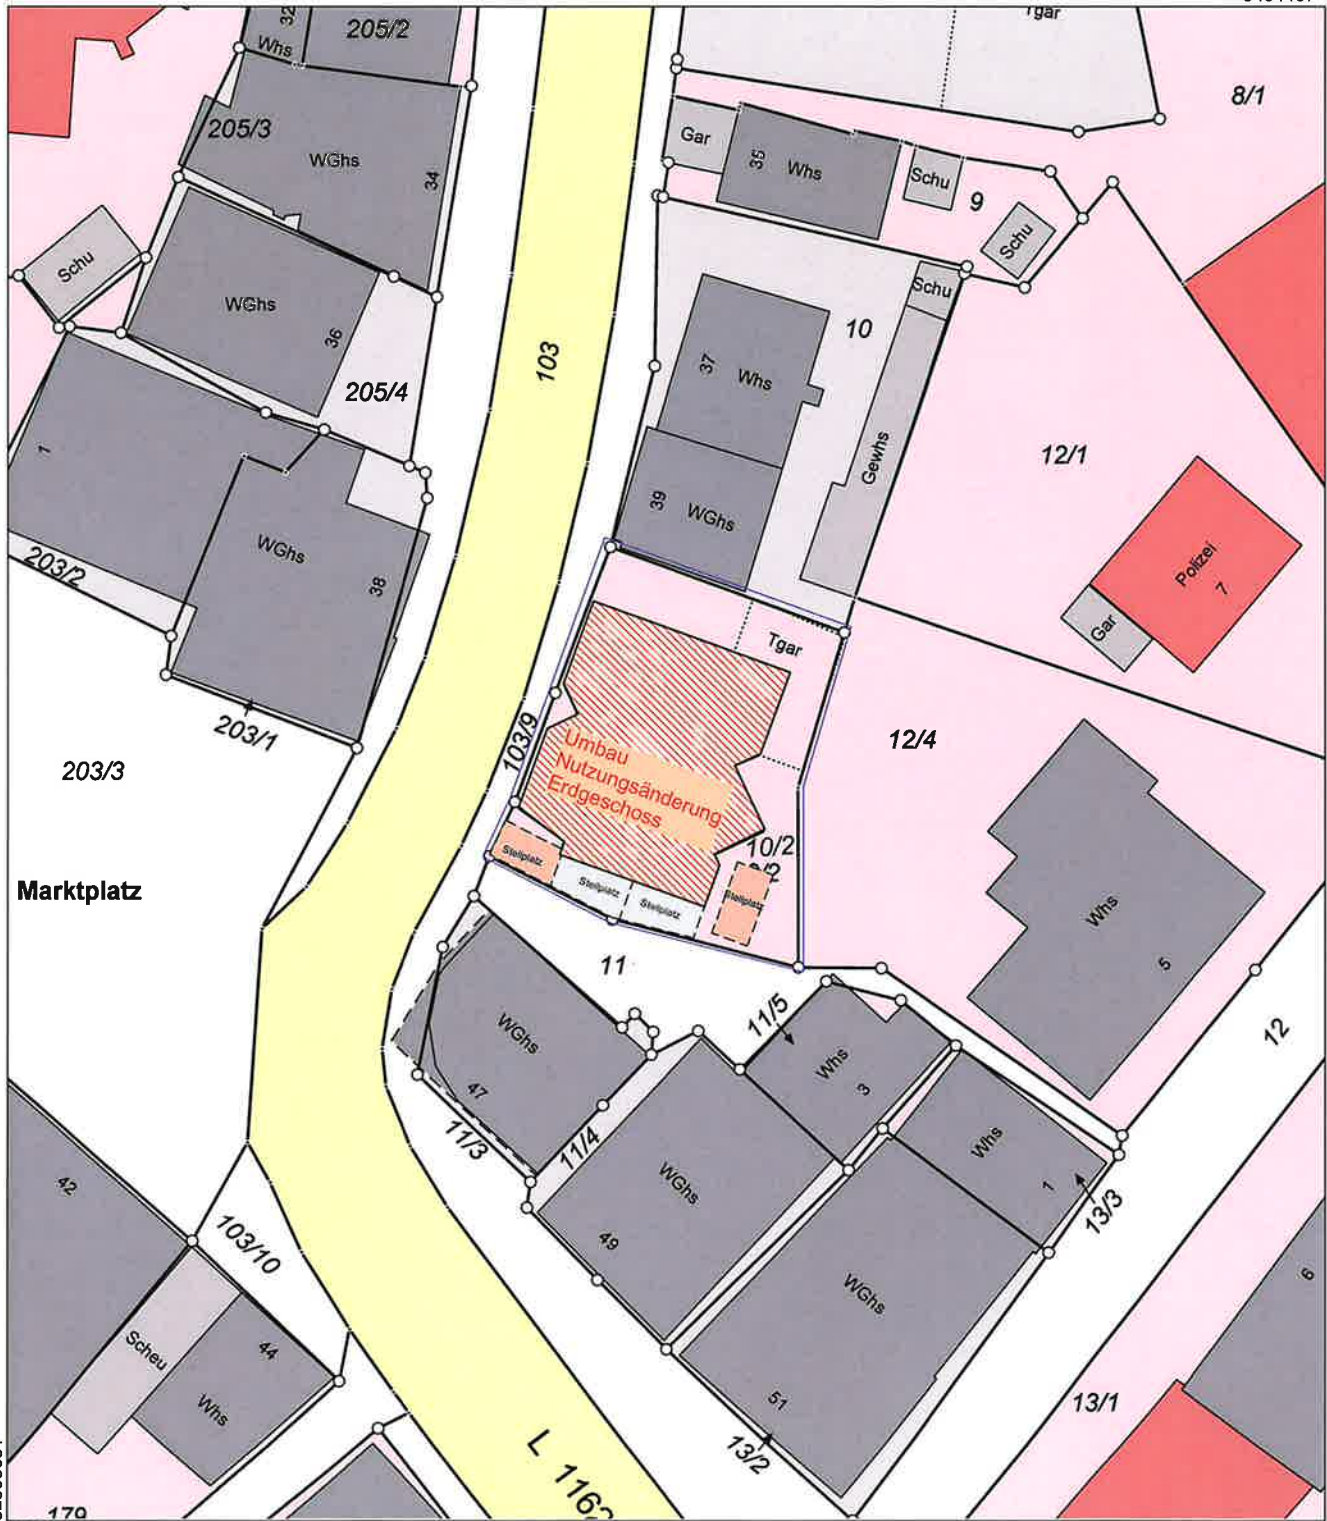 32
205/2
Whs
Tgar
8/1
205/3
WGhs
34
Gar
35
Whs
Schu
9
Schu
Schu
Schu
WGhs
36
205/4
103
10
37
Whs
Gewhs
12/1
1
39
WGhs
WGhs
38
203/2
Polizei
7
Gar
Tgar
203/1
103/9
12/4
203/3
Umbau
Nutzungsänderung
Erdgeschoss
10/2
Stellplatz
Stellplatz
Stellplatz
Stellplatz
Marktplatz
Whs
5
11
11/5
12
WGhs
47
Whs
3
11/3
11/4
Whs
1
13/3
WGhs
49
42
103/10
WGhs
6
Scheu
44
Whs
51
13/1
13/2
L 1162
179